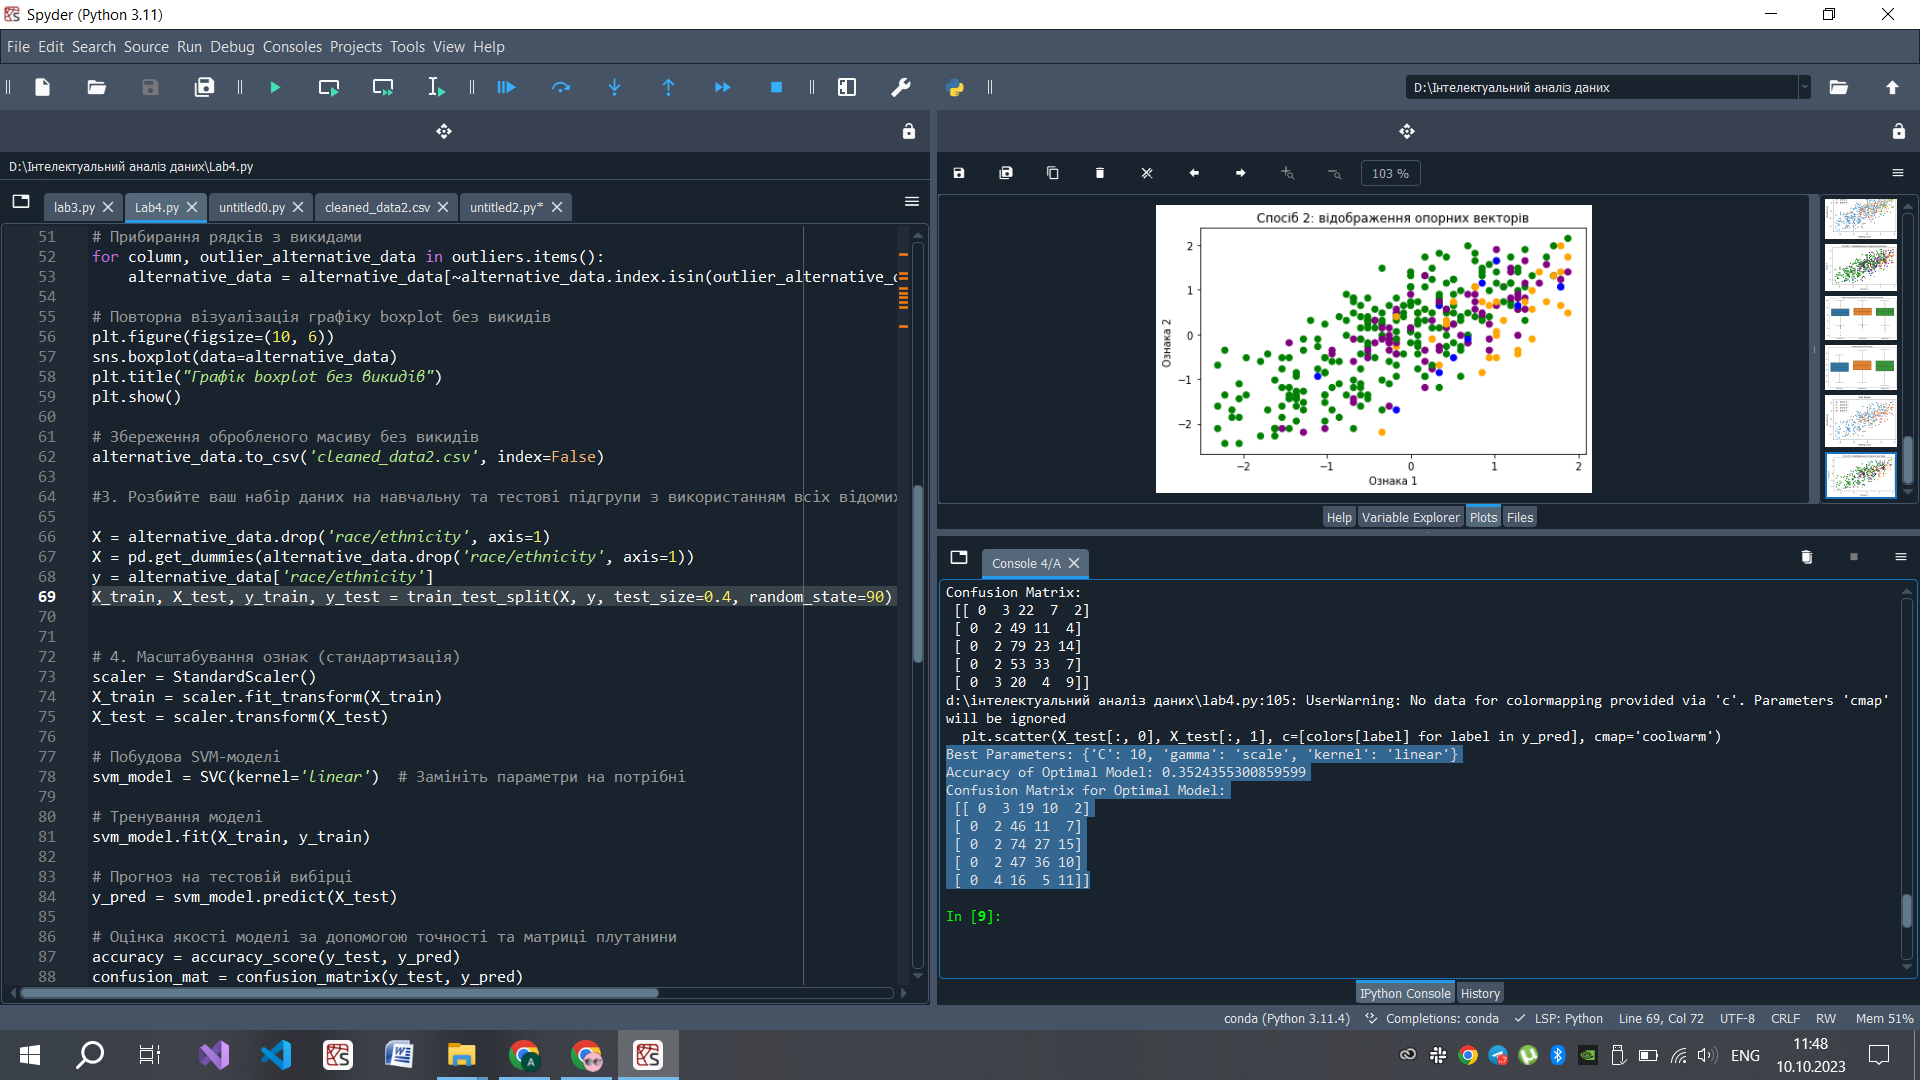 Spyder (Python 3.11)
File Edit Search Source Run Debug Consoles Projects Tools View Help
D:\Інтелектуальний аналіз даних
D:\Інтелектуальний аналіз даних\Lab4.py
lab3.py Lab4.py untitled0.py cleaned_data2.csv untitled2.py*
51 # Прибирання рядків з викидами
52 for column, outlier_alternative_data in outliers.items():
53 alternative_data = alternative_data[~alternative_data.index.isin(outlier_alternative_
54
55 # Повторна візуалізація графіку boxplot без викидів
56 plt.figure(figsize=(10, 6))
57 sns.boxplot(data=alternative_data)
58 plt.title("Графік boxplot без викидів")
59 plt.show()
60
61 # Збереження обробленого масиву без викидів
62 alternative_data.to_csv('cleaned_data2.csv', index=False)
63
64 #3. Розбийте ваш набір даних на навчальну та тестові підгрупи з використанням всіх відомих
65
66 X = alternative_data.drop('race/ethnicity', axis=1)
67 X = pd.get_dummies(alternative_data.drop('race/ethnicity', axis=1))
68 y = alternative_data['race/ethnicity']
69 X_train, X_test, y_train, y_test = train_test_split(X, y, test_size=0.4, random_state=90)
70
71
72 # 4. Масштабування ознак (стандартизація)
73 scaler = StandardScaler()
74 X_train = scaler.fit_transform(X_train)
75 X_test = scaler.transform(X_test)
76
77 # Побудова SVM-моделі
78 svm_model = SVC(kernel='linear') # Замініть параметри на потрібні
79
80 # Тренування моделі
81 svm_model.fit(X_train, y_train)
82
83 # Прогноз на тестовій вибірці
84 y_pred = svm_model.predict(X_test)
85
86 # Оцінка якості моделі за допомогою точності та матриці плутанини
87 accuracy = accuracy_score(y_test, y_pred)
88 confusion_mat = confusion_matrix(y_test, y_pred)
103 %
Спосіб 2: відображення опорних векторів
2
1
0
−1
−2
Ознака 2
−2 −1 0 1 2
Ознака 1
Help Variable Explorer Plots Files
Console 4/A
Confusion Matrix:
[[ 0 3 22 7 2]
[ 0 2 49 11 4]
[ 0 2 79 23 14]
[ 0 2 53 33 7]
[ 0 3 20 4 9]]
d:\інтелектуальний аналіз даних\lab4.py:105: UserWarning: No data for colormapping provided via 'c'. Parameters 'cmap'
will be ignored
plt.scatter(X_test[:, 0], X_test[:, 1], c=[colors[label] for label in y_pred], cmap='coolwarm')
Best Parameters: {'C': 10, 'gamma': 'scale', 'kernel': 'linear'}
Accuracy of Optimal Model: 0.3524355300859599
Confusion Matrix for Optimal Model:
[[ 0 3 19 10 2]
[ 0 2 46 11 7]
[ 0 2 74 27 15]
[ 0 2 47 36 10]
[ 0 4 16 5 11]]
In [9]:
IPython Console History
conda (Python 3.11.4) Completions: conda LSP: Python Line 69, Col 72 UTF-8 CRLF RW Mem 51%
ENG
11:48
10.10.2023